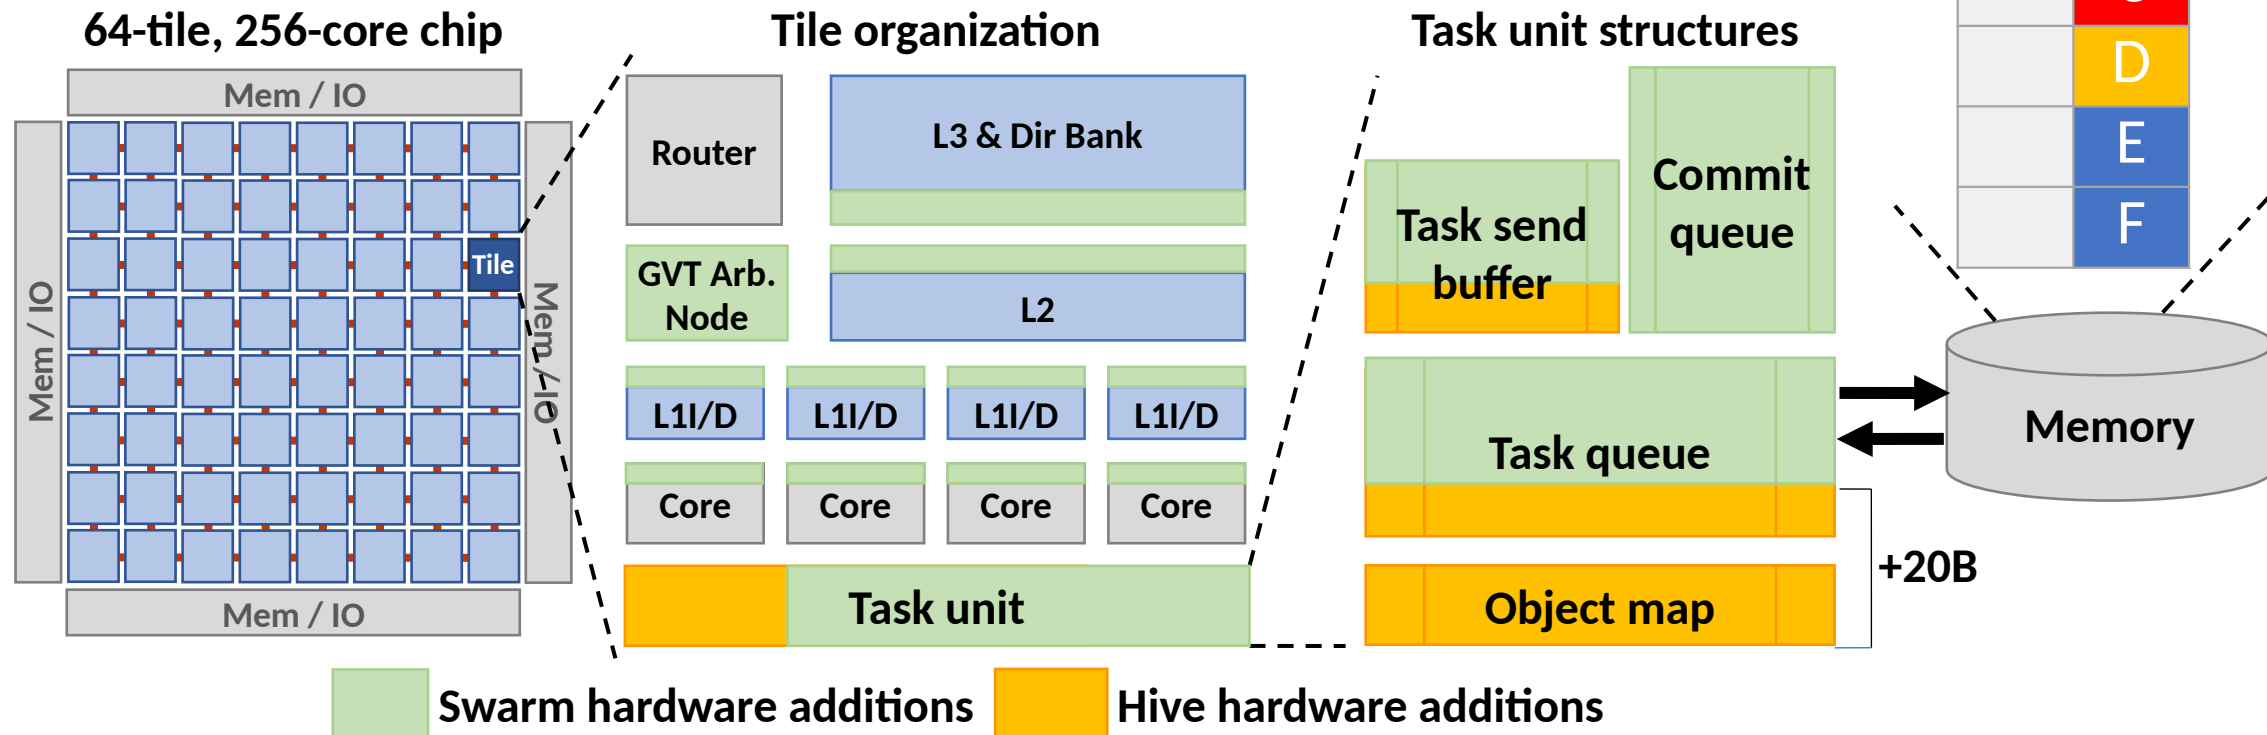 64-tile, 256-core chip
Mem / IO
Mem / IO
Tile
Mem / IO
Mem / IO
Tile organization
Router
L3 & Dir Bank
GVT Arb.
Node
L2
L1I/D
L1I/D
L1I/D
L1I/D
Core
Core
Core
Core
Task unit
Task unit structures
Task send
buffer
Commit
queue
Task queue
Object map
+20B
D
E
F
Memory
Swarm hardware additions
Hive hardware additions